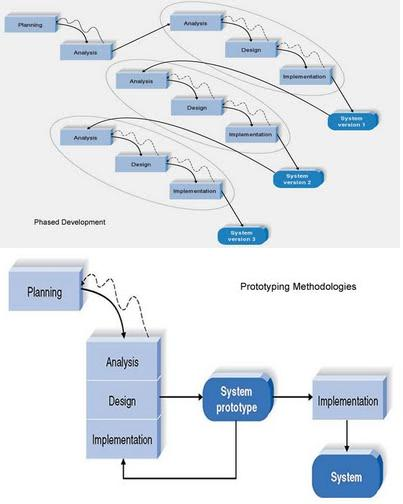 Planning
Analysis
Analysis
Design
Implementation
System
version 1
Analysis
Design
Implementation
System
version 2
Analysis
Design
Implementation
System
version 3
Phased Development
Prototyping Methodologies
Planning
Analysis
Design
Implementation
System
prototype
Implementation
System